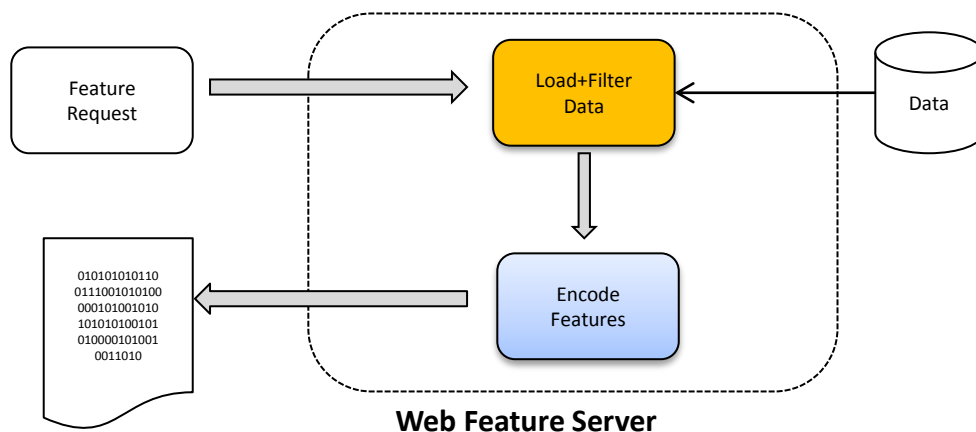 Feature
Request
Load+Filter
Data
Data
010101010110
0111001010100
000101001010
101010100101
010000101001
0011010
Encode
Features
Web Feature Server